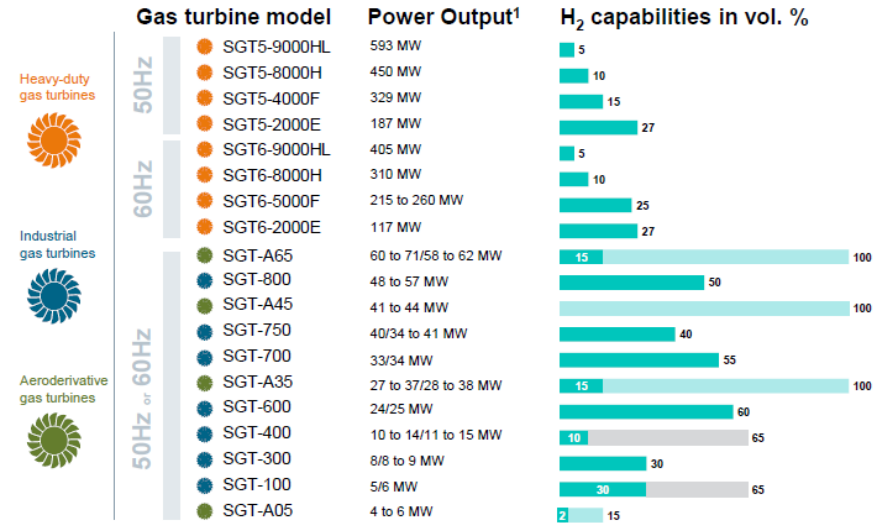 Gas turbine model Power Output¹ H₂ capabilities in vol. %
Heavy-duty
gas turbines
Industrial
gas turbines
Aeroderivative
gas turbines
50Hz
SGT5-9000HL 593 MW 5
SGT5-8000H 450 MW 10
SGT5-4000F 329 MW 15
SGT5-2000E 187 MW 27
60Hz
SGT6-9000HL 405 MW 5
SGT6-8000H 310 MW 10
SGT6-5000F 215 to 260 MW 25
SGT6-2000E 117 MW 27
50Hz or 60Hz
SGT-A65 60 to 71/58 to 62 MW 15 100
SGT-800 48 to 57 MW 50
SGT-A45 41 to 44 MW 100
SGT-750 40/34 to 41 MW 40
SGT-700 33/34 MW 55
SGT-A35 27 to 37/28 to 38 MW 15 100
SGT-600 24/25 MW 60
SGT-400 10 to 14/11 to 15 MW 10 65
SGT-300 8/8 to 9 MW 30
SGT-100 5/6 MW 30 65
SGT-A05 4 to 6 MW 2 15